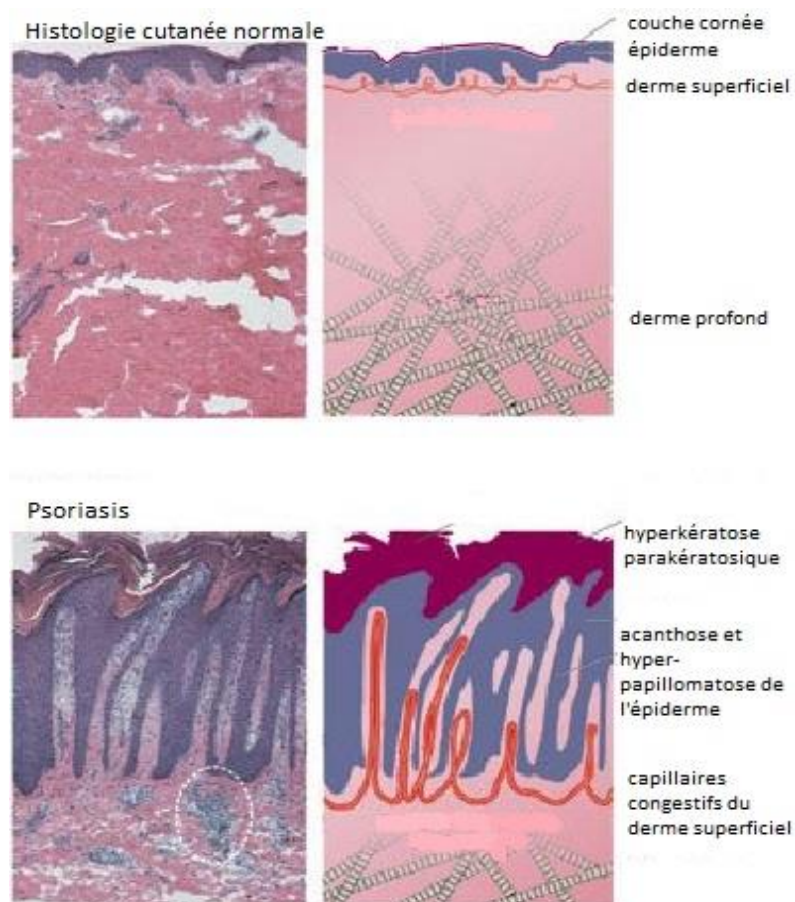 Histologie cutanée normale
couche cornée
épiderme
derme superficiel
derme profond
Psoriasis
hyperkératose
parakératosique
acanthose et
hyper-
papillomatose de
l'épiderme
capillaires
congestifs du
derme superficiel